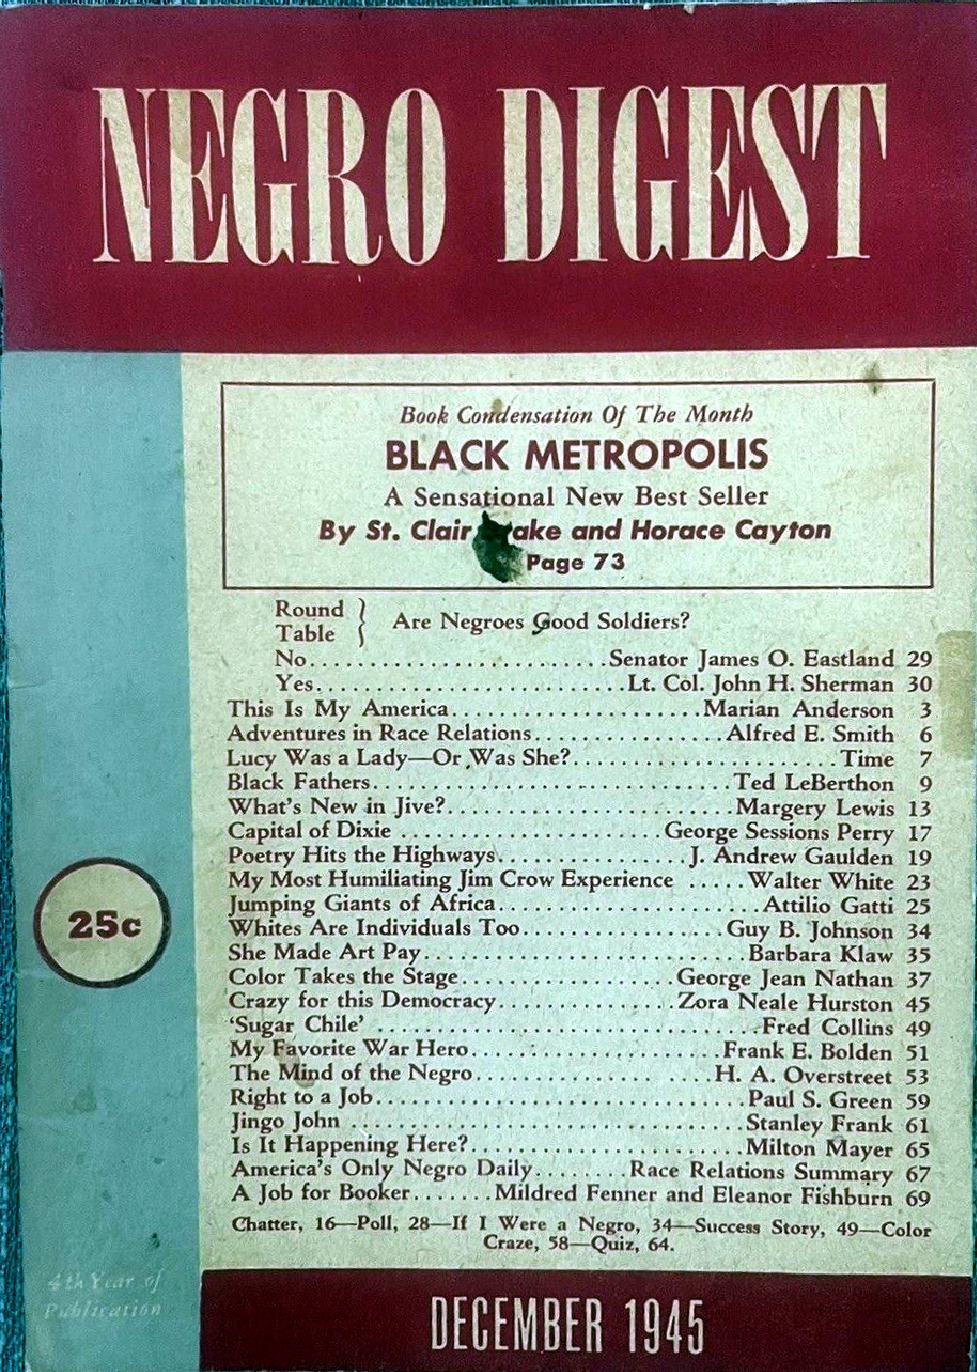 NEGRO DIGEST
Book Condensation Of The Month
BLACK METROPOLIS
A Sensational New Best Seller
By St. Clair ake and Horace Cayton
Page 73
Round
Table } Are Negroes Good Soldiers?
No..........................Senator James O. Eastland 29
Yes..........................Lt. Col. John H. Sherman 30
This Is My America.....................Marian Anderson 3
Adventures in Race Relations................Alfred E. Smith 6
Lucy Was a Lady—Or Was She?......................Time 7
Black Fathers..............................Ted LeBerthon 9
What's New in Jive?........................Margery Lewis 13
Capital of Dixie ......................George Sessions Perry 17
Poetry Hits the Highways................J. Andrew Gaulden 19
My Most Humiliating Jim Crow Experience .....Walter White 23
Jumping Giants of Africa......................Attilio Gatti 25
Whites Are Individuals Too.................Guy B. Johnson 34
She Made Art Pay...........................Barbara Klaw 35
Color Takes the Stage..................George Jean Nathan 37
Crazy for this Democracy...............Zora Neale Hurston 45
'Sugar Chile' ................................Fred Collins 49
My Favorite War Hero.....................Frank E. Bolden 51
The Mind of the Negro....................H. A. Overstreet 53
Right to a Job...............................Paul S. Green 59
Jingo John .................................Stanley Frank 61
Is It Happening Here?.......................Milton Mayer 65
America's Only Negro Daily........Race Relations Summary 67
A Job for Booker.......Mildred Fenner and Eleanor Fishburn 69
Chatter, 16—Poll, 28—If I Were a Negro, 34—Success Story, 49—Color
Craze, 58—Quiz, 64.
25c
4th Year of
Publication
DECEMBER 1945